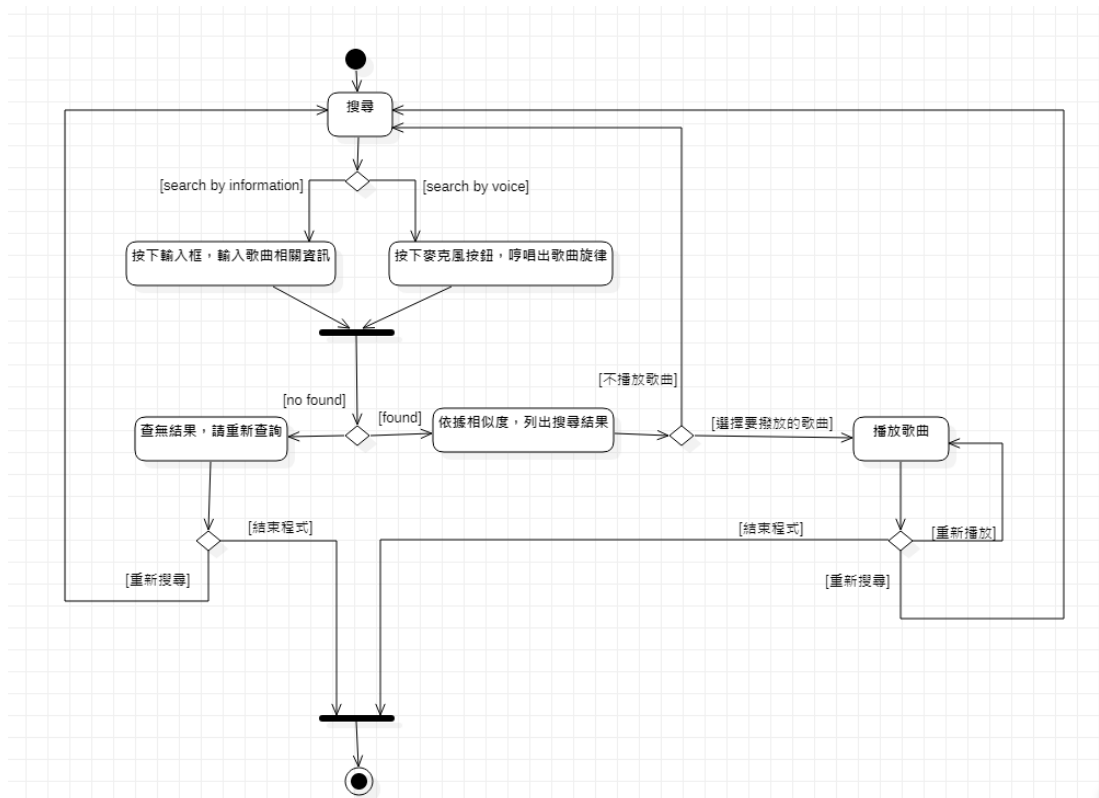 搜尋
[search by information]
[search by voice]
按下輸入框，輸入歌曲相關資訊
按下麥克風按鈕，哼唱出歌曲旋律
[不播放歌曲]
[no found]
[found]
依據相似度，列出搜尋結果
[選擇要撥放的歌曲]
查無結果，請重新查詢
播放歌曲
[結束程式]
[結束程式]
[重新播放]
[重新搜尋]
[重新搜尋]